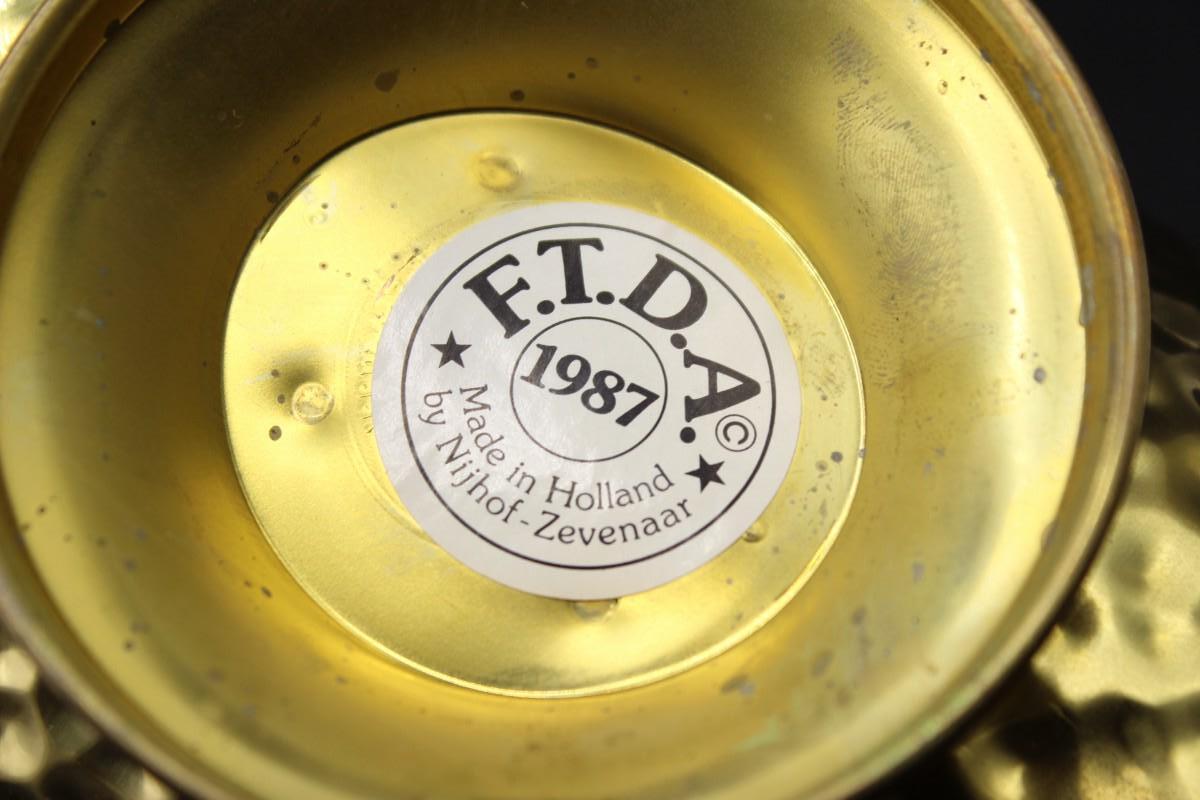 F.T.D.A.©
1987
Made in Holland
by Nijhof-Zevenaar